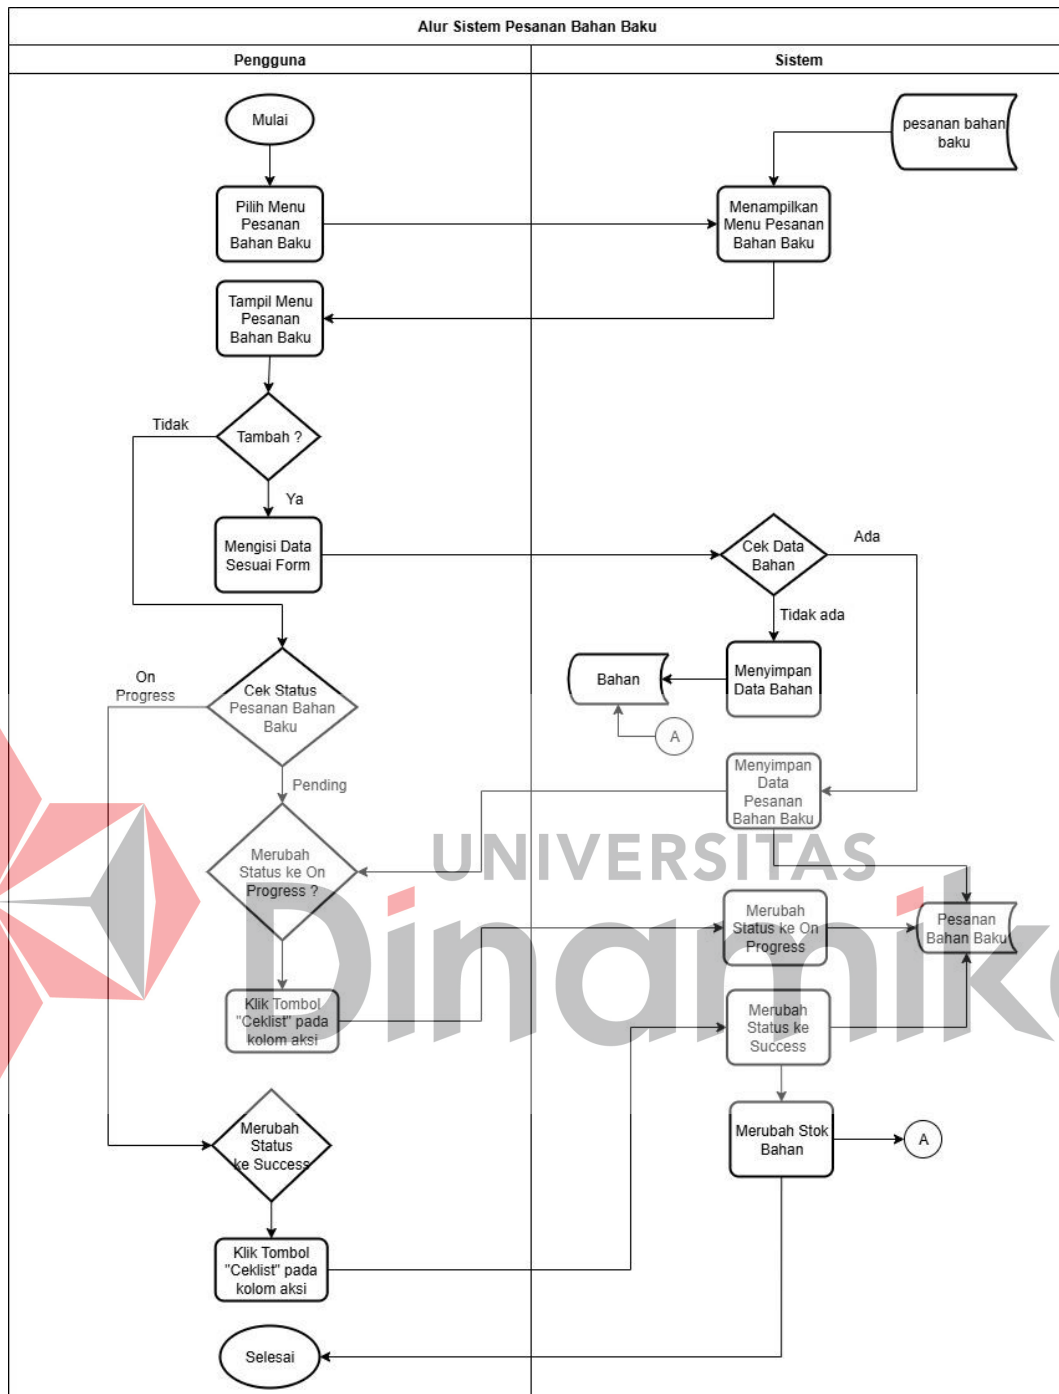 Alur Sistem Pesanan Bahan Baku
Pengguna
Sistem
Mulai
pesanan bahan
baku
Pilih Menu
Pesanan
Bahan Baku
Menampilkan
Menu Pesanan
Bahan Baku
Tampil Menu
Pesanan
Bahan Baku
Tidak
Tambah ?
Ya
Mengisi Data
Sesuai Form
Cek Data
Bahan
Ada
Tidak ada
On
Progress
Cek Status
Pesanan Bahan
Baku
Bahan
Menyimpan
Data Bahan
A
Pending
Menyimpan
Data
Pesanan
Bahan Baku
Merubah
Status ke On
Progress ?
UNIVERSITAS
Dinamika
Merubah
Status ke On
Progress
Pesanan
Bahan Baku
Klik Tombol
"Ceklist" pada
kolom aksi
Merubah
Status ke
Success
Merubah
Status
ke Success
Merubah Stok
Bahan
A
Klik Tombol
"Ceklist" pada
kolom aksi
Selesai